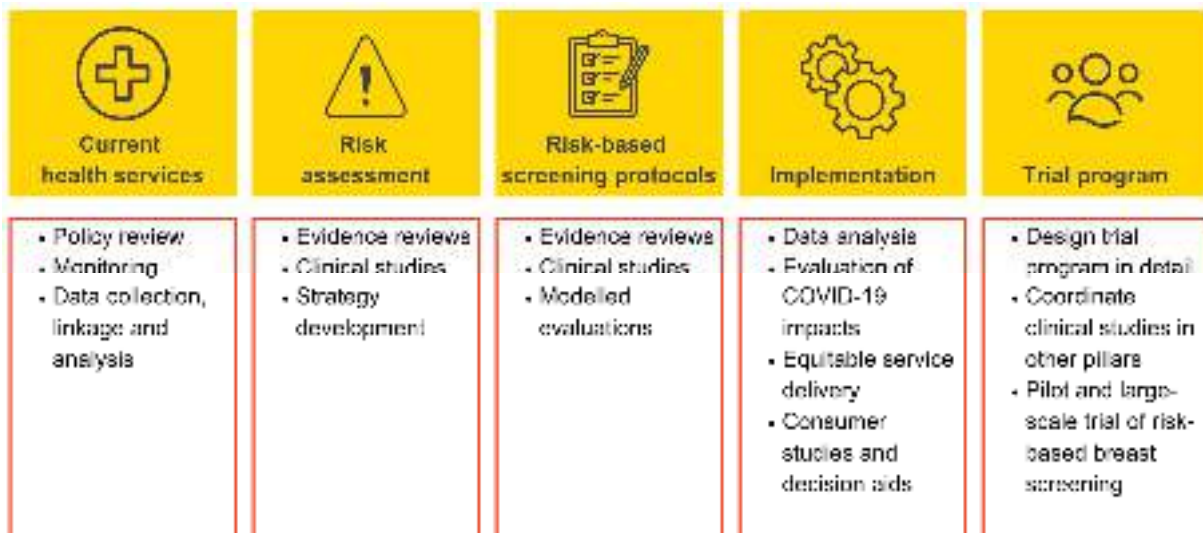 Current
health services
Risk
assessment
Risk-based
screening protocols
Implementation
Trial program
• Policy review
• Monitoring
• Data collection,
linkage and
analysis
• Evidence reviews
• Clinical studies
• Strategy
development
• Evidence reviews
• Clinical studies
• Modelled
evaluations
• Data analysis
• Evaluation of
COVID-19
impacts
• Equitable service
delivery
• Consumer
studies and
decision aids
• Design trial
program in detail
• Coordinate
clinical studies in
other pillars
• Pilot and large-
scale trial of risk-
based breast
screening